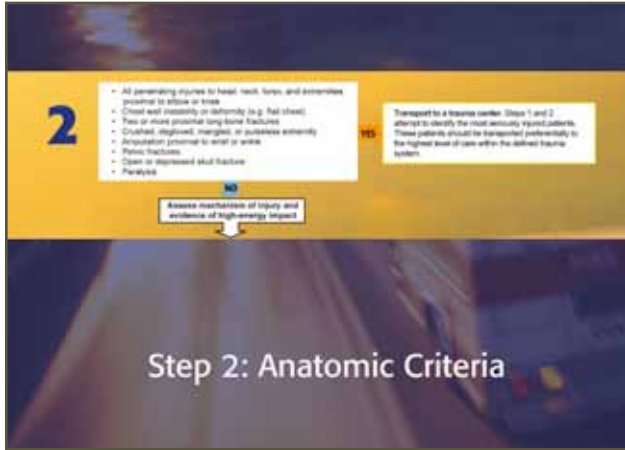 2
• All penetrating injuries to head, neck, torso, and extremities
proximal to elbow or knee
• Chest wall instability or deformity (e.g. flail chest)
• Two or more proximal long-bone fractures
• Crushed, degloved, mangled, or pulseless extremity
• Amputation proximal to wrist or ankle
• Pelvic fractures
• Open or depressed skull fracture
• Paralysis
YES
Transport to a trauma center. Steps 1 and 2
attempt to identify the most seriously injured patients.
These patients should be transported preferentially to
the highest level of care within the defined trauma
system.
NO
Assess mechanism of injury and
evidence of high-energy impact
Step 2: Anatomic Criteria